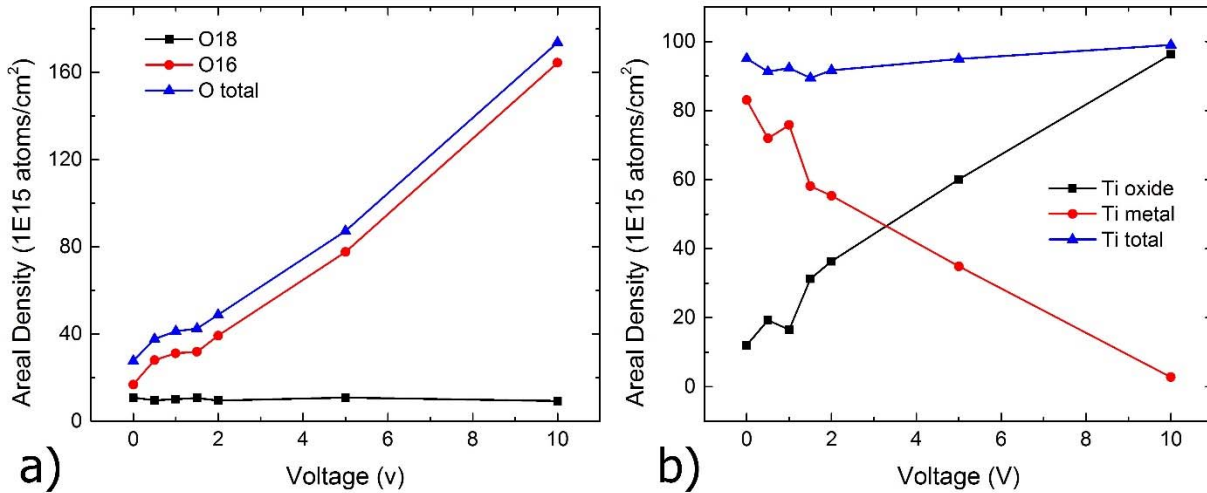 O18
O16
O total
160
120
80
40
0
0
2
4
6
8
10
Areal Density (1E15 atoms/cm²)
Voltage (v)
a)
100
80
60
40
20
0
0
2
4
6
8
10
Ti oxide
Ti metal
Ti total
Areal Density (1E15 atoms/cm²)
Voltage (V)
b)